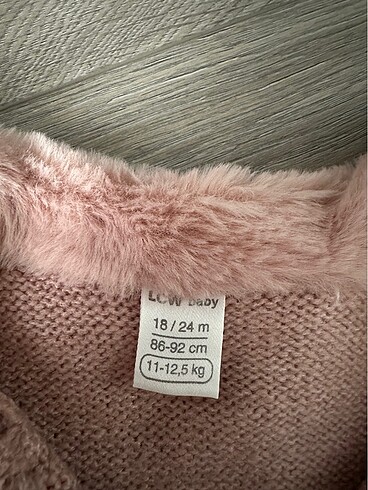 LCW baby
18 / 24 m
86-92 cm
11-12,5 kg